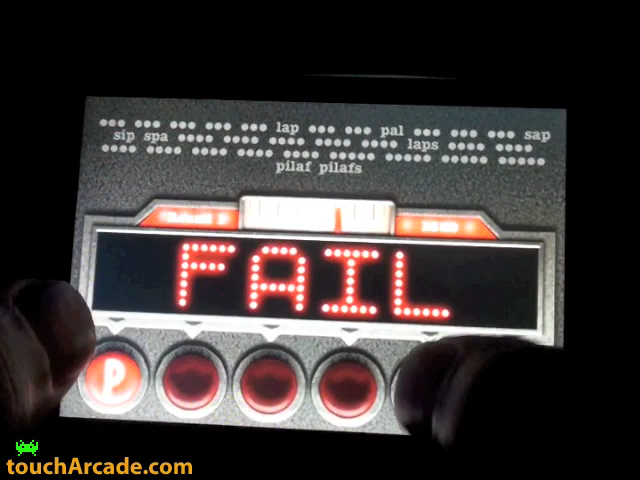 lap pal sap
sip spa laps
pilaf pilafs
FAIL
P
touchArcade.com